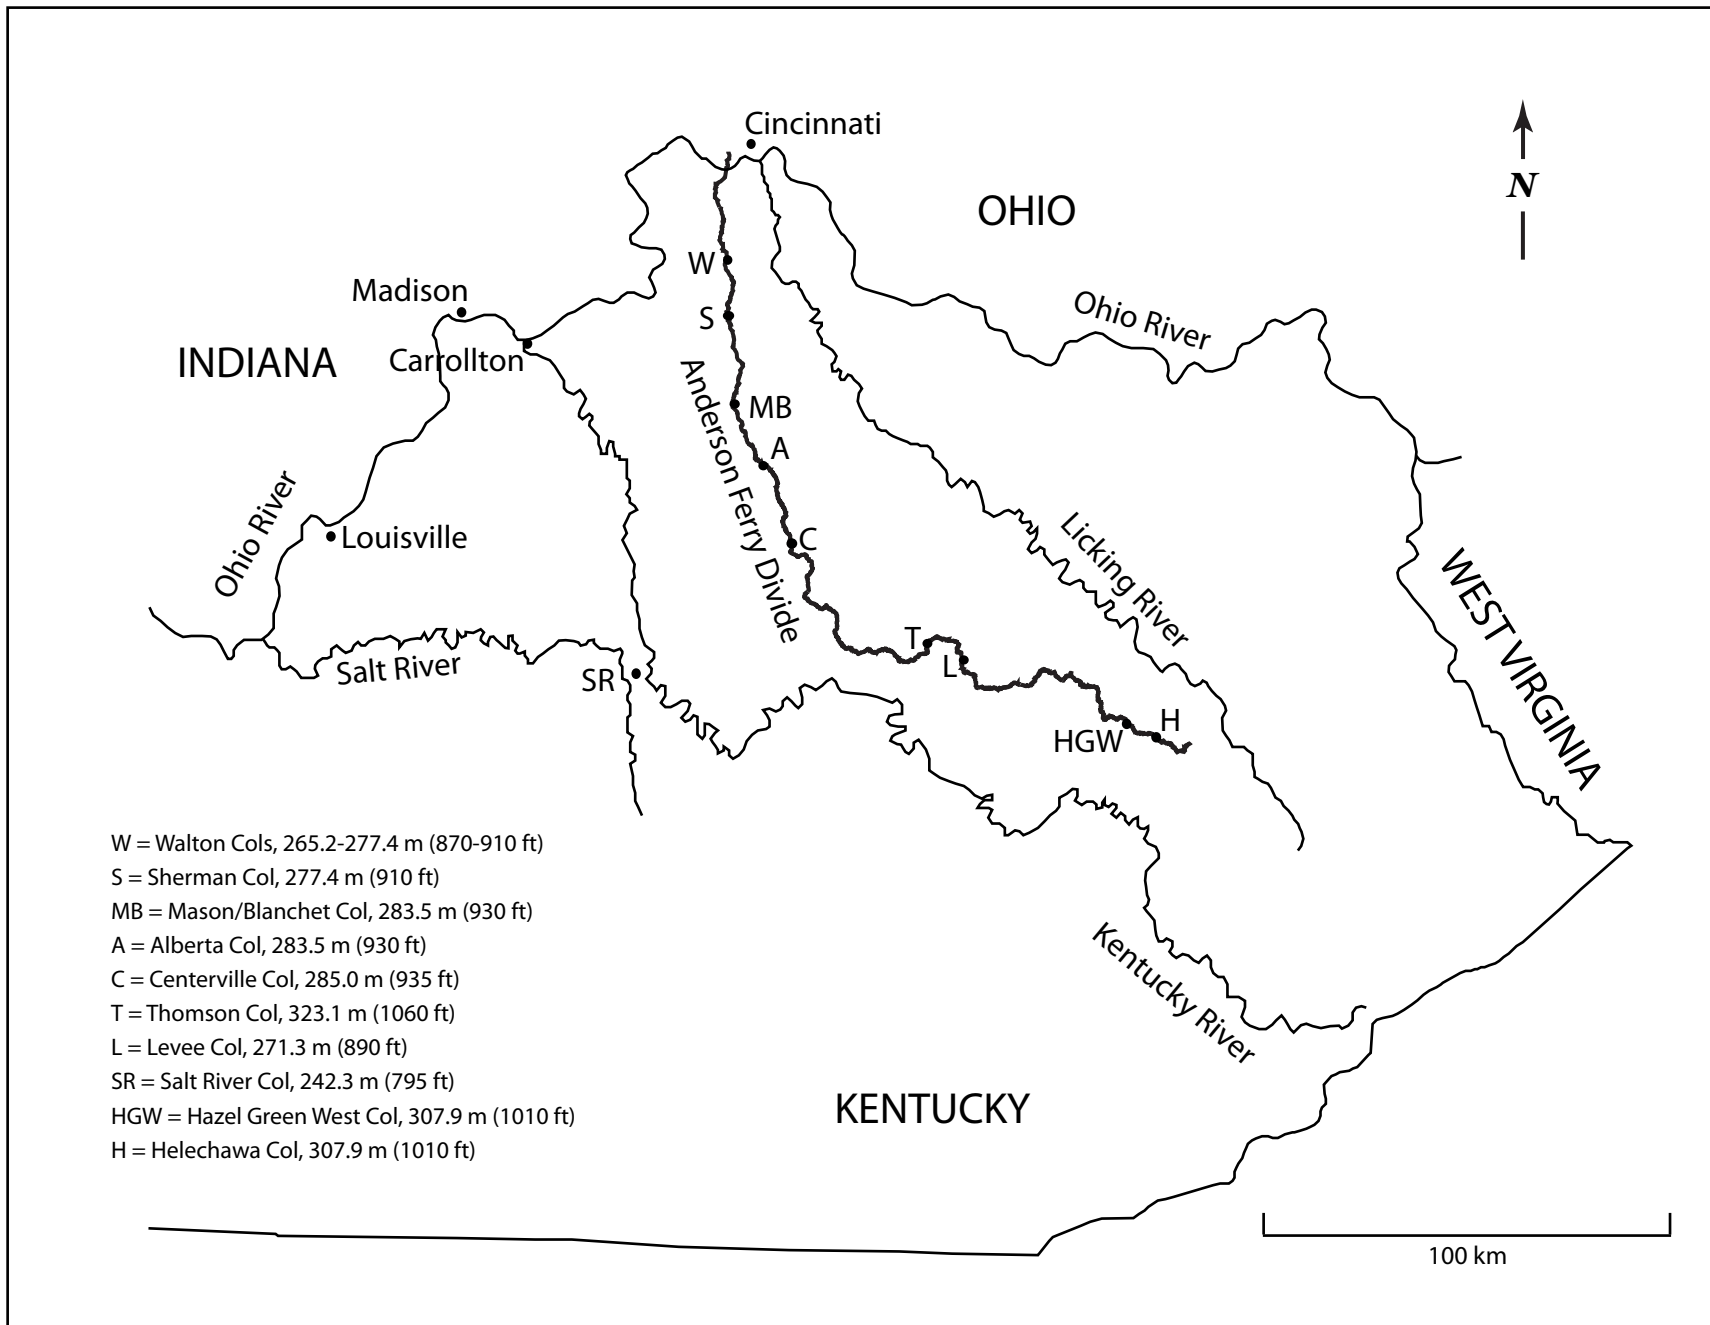 Cincinnati
N
OHIO
W
Madison
S
Ohio River
INDIANA
Carrollton
Anderson Ferry Divide
MB
A
Ohio River
Louisville
C
Licking River
WEST VIRGINIA
T
L
Salt River
SR
H
HGW
W = Walton Cols, 265.2-277.4 m (870-910 ft)
S = Sherman Col, 277.4 m (910 ft)
MB = Mason/Blanchet Col, 283.5 m (930 ft)
A = Alberta Col, 283.5 m (930 ft)
C = Centerville Col, 285.0 m (935 ft)
T = Thomson Col, 323.1 m (1060 ft)
L = Levee Col, 271.3 m (890 ft)
SR = Salt River Col, 242.3 m (795 ft)
HGW = Hazel Green West Col, 307.9 m (1010 ft)
H = Helechawa Col, 307.9 m (1010 ft)
Kentucky River
KENTUCKY
100 km